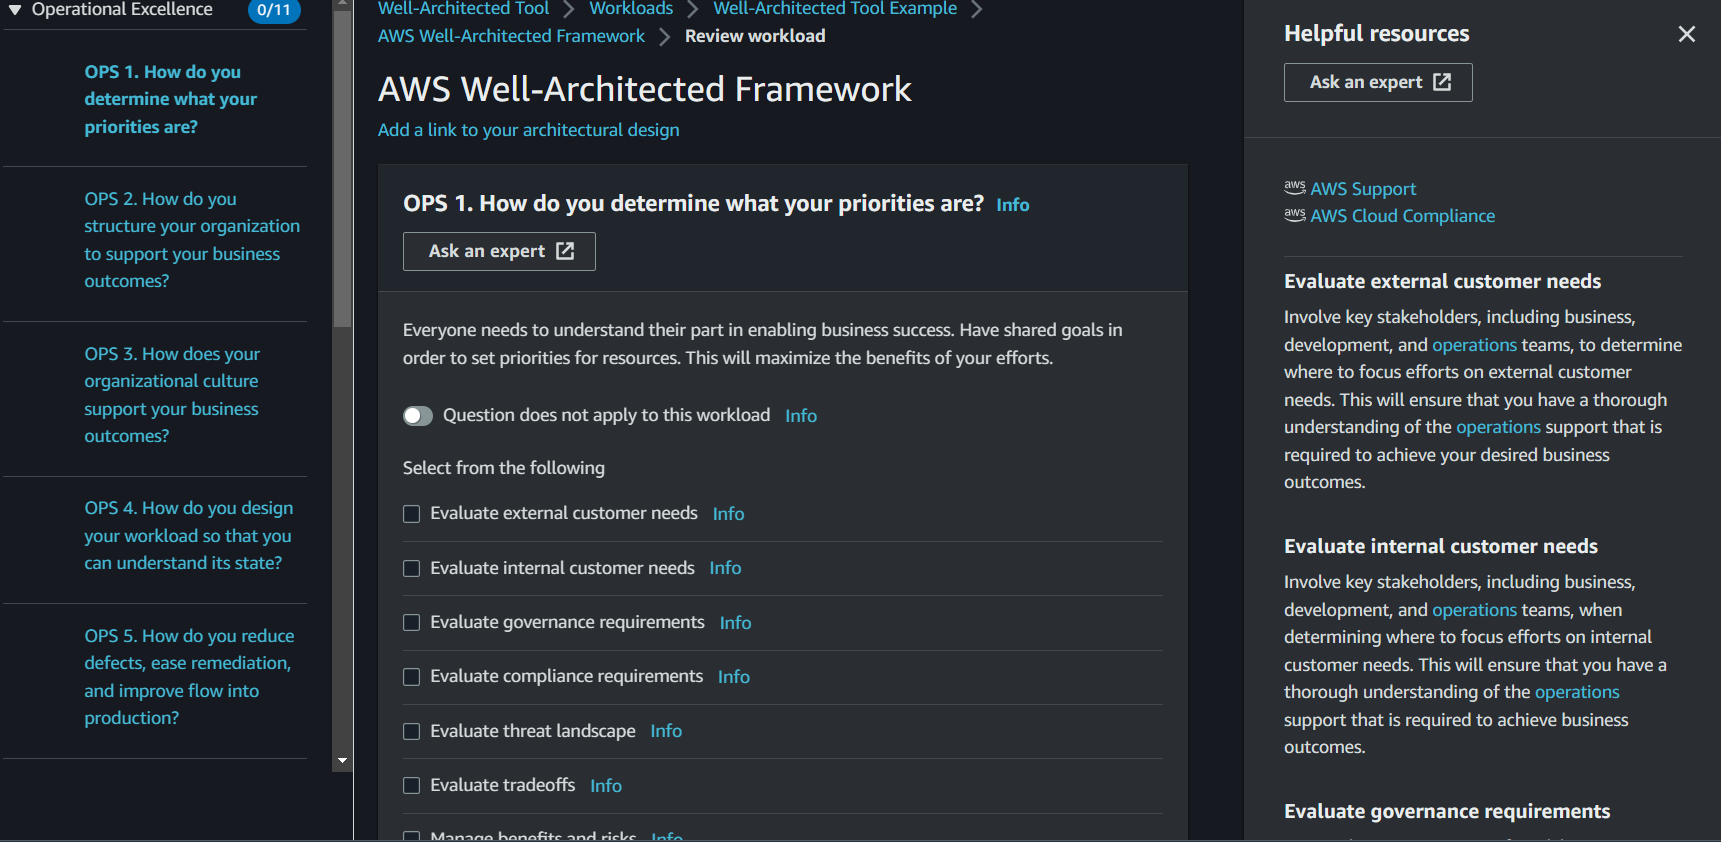 Operational Excellence 0/11
OPS 1. How do you
determine what your
priorities are?
OPS 2. How do you
structure your organization
to support your business
outcomes?
OPS 3. How does your
organizational culture
support your business
outcomes?
OPS 4. How do you design
your workload so that you
can understand its state?
OPS 5. How do you reduce
defects, ease remediation,
and improve flow into
production?
Well-Architected Tool Workloads Well-Architected Tool Example
AWS Well-Architected Framework Review workload
AWS Well-Architected Framework
Add a link to your architectural design
OPS 1. How do you determine what your priorities are? Info
Ask an expert
Everyone needs to understand their part in enabling business success. Have shared goals in
order to set priorities for resources. This will maximize the benefits of your efforts.
Question does not apply to this workload Info
Select from the following
Evaluate external customer needs Info
Evaluate internal customer needs Info
Evaluate governance requirements Info
Evaluate compliance requirements Info
Evaluate threat landscape Info
Evaluate tradeoffs Info
Manage benefits and risks Info
Helpful resources
Ask an expert
aws AWS Support
aws AWS Cloud Compliance
Evaluate external customer needs
Involve key stakeholders, including business,
development, and operations teams, to determine
where to focus efforts on external customer
needs. This will ensure that you have a thorough
understanding of the operations support that is
required to achieve your desired business
outcomes.
Evaluate internal customer needs
Involve key stakeholders, including business,
development, and operations teams, when
determining where to focus efforts on internal
customer needs. This will ensure that you have a
thorough understanding of the operations
support that is required to achieve business
outcomes.
Evaluate governance requirements